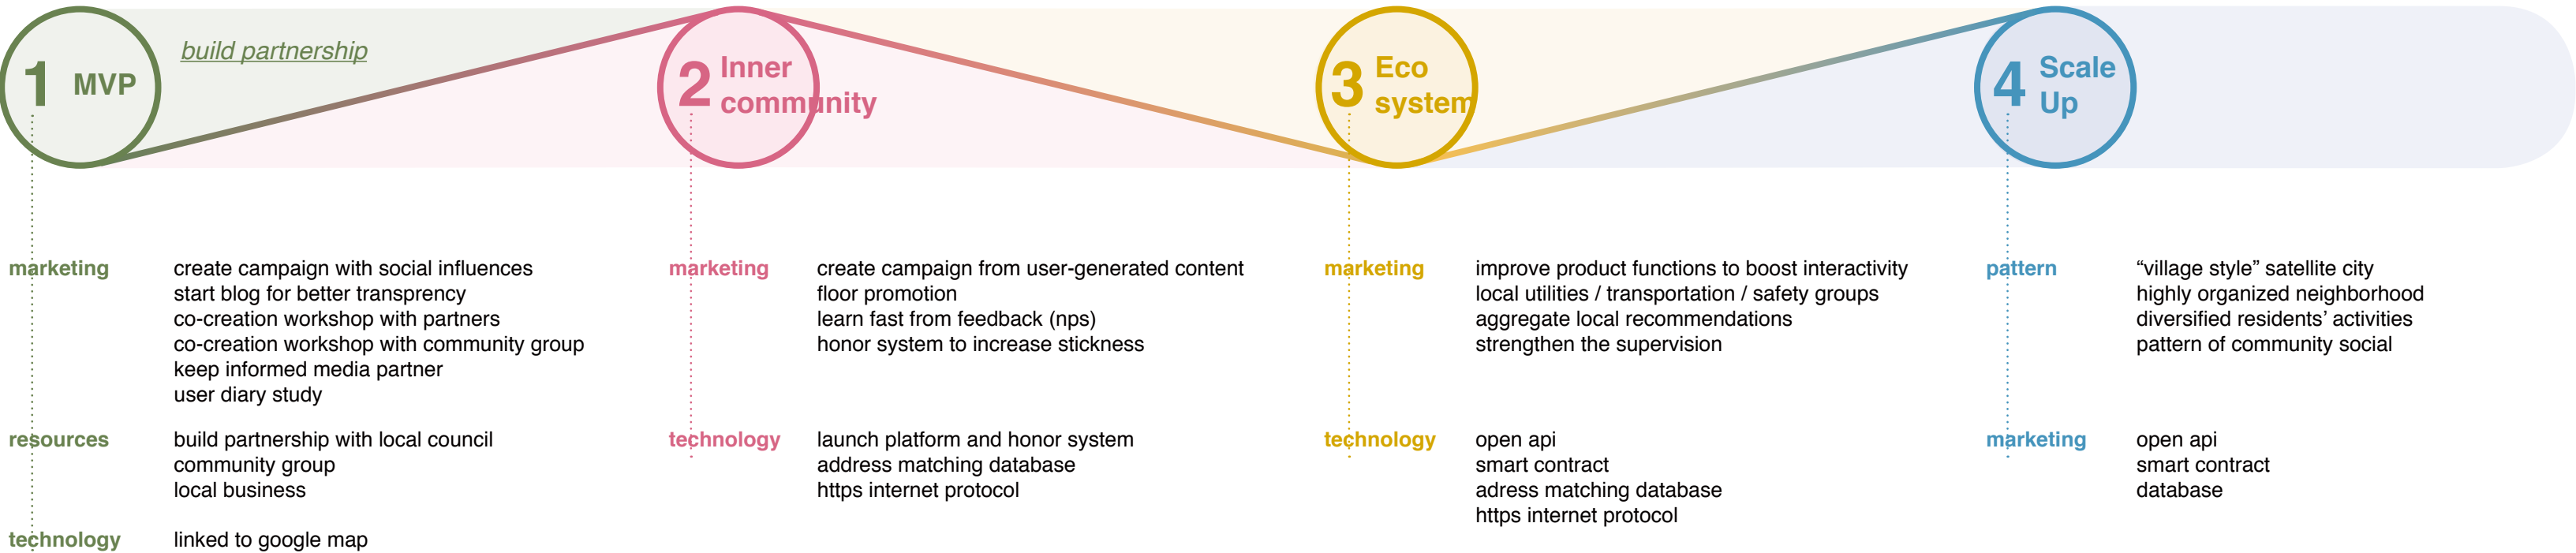 1 MVP
build partnership
marketing
create campaign with social influences
start blog for better transprency
co-creation workshop with partners
co-creation workshop with community group
keep informed media partner
user diary study
resources
build partnership with local council
community group
local business
technology
linked to google map
2 Inner
community
marketing
create campaign from user-generated content
floor promotion
learn fast from feedback (nps)
honor system to increase stickness
technology
launch platform and honor system
address matching database
https internet protocol
3 Eco
system
marketing
improve product functions to boost interactivity
local utilities / transportation / safety groups
aggregate local recommendations
strengthen the supervision
technology
open api
smart contract
adress matching database
https internet protocol
4 Scale
Up
pattern
“village style” satellite city
highly organized neighborhood
diversified residents’ activities
pattern of community social
marketing
open api
smart contract
database